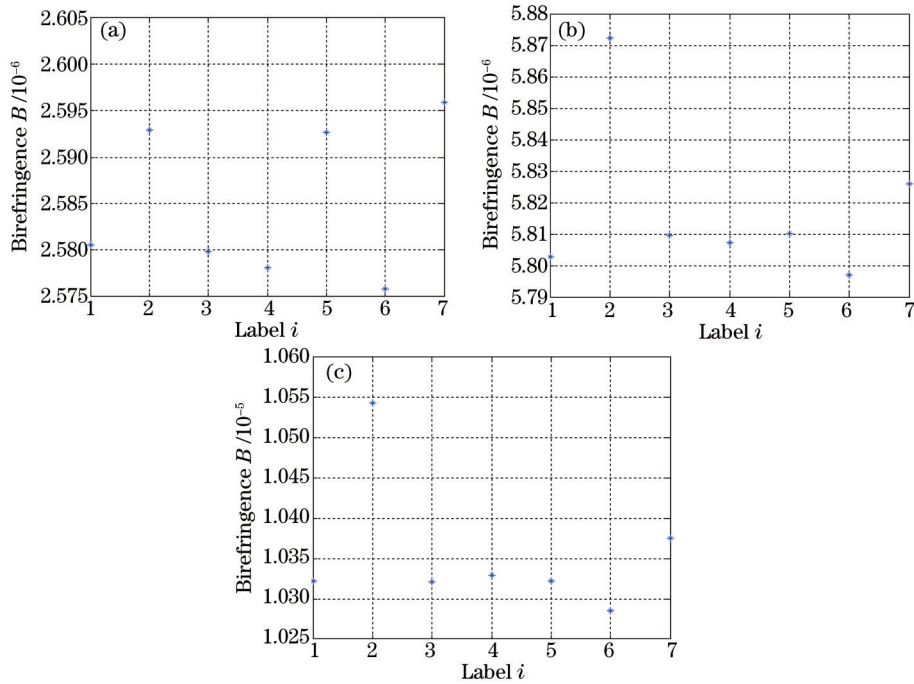 (a)
Birefringence B /10⁻⁶
2.605
2.600
2.595
2.590
2.585
2.580
2.575
1 2 3 4 5 6 7
Label i
(b)
Birefringence B /10⁻⁶
5.88
5.87
5.86
5.85
5.84
5.83
5.82
5.81
5.80
5.79
1 2 3 4 5 6 7
Label i
(c)
Birefringence B /10⁻⁵
1.060
1.055
1.050
1.045
1.040
1.035
1.030
1.025
1 2 3 4 5 6 7
Label i